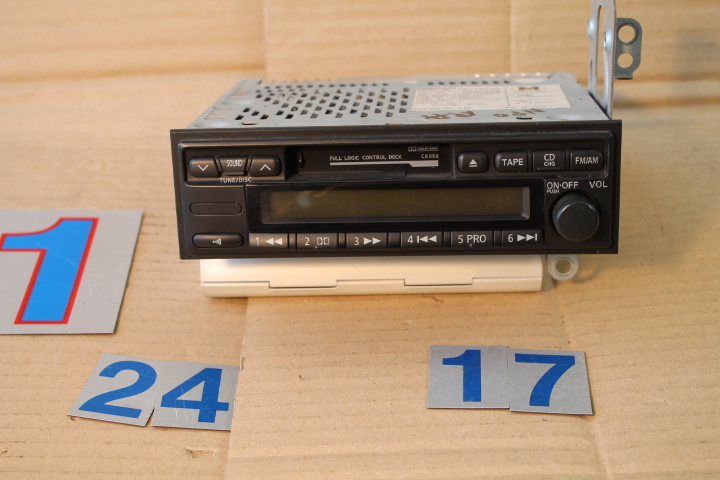 FULL LOGIC CONTROL DECK CK056
SOUND
TUNE/DISC
TAPE
CD
CHG
FM/AM
ON·OFF VOL
PUSH
1 2 3 4 5 PRO 6
1
24
17